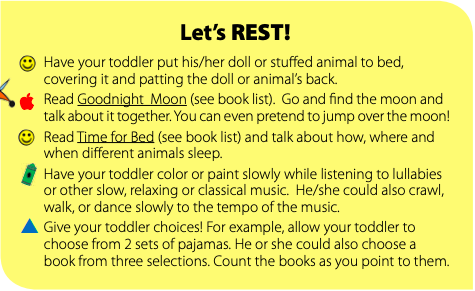 Let's REST!
Have your toddler put his/her doll or stuffed animal to bed,
covering it and patting the doll or animal's back.
Read Goodnight Moon (see book list). Go and find the moon and
talk about it together. You can even pretend to jump over the moon!
Read Time for Bed (see book list) and talk about how, where and
when different animals sleep.
Have your toddler color or paint slowly while listening to lullabies
or other slow, relaxing or classical music. He/she could also crawl,
walk, or dance slowly to the tempo of the music.
Give your toddler choices! For example, allow your toddler to
choose from 2 sets of pajamas. He or she could also choose a
book from three selections. Count the books as you point to them.